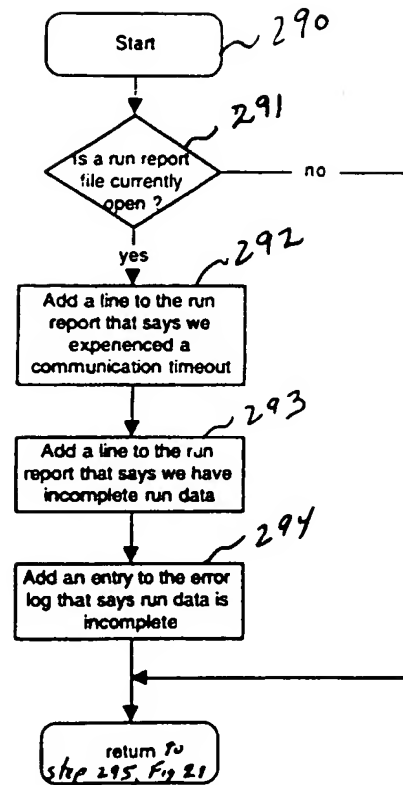 Start
290
291
Is a run report
file currently
open ?
no
yes
292
Add a line to the run
report that says we
experienced a
communication timeout
293
Add a line to the run
report that says we have
incomplete run data
294
Add an entry to the error
log that says run data is
incomplete
return to
step 295, Fig 21